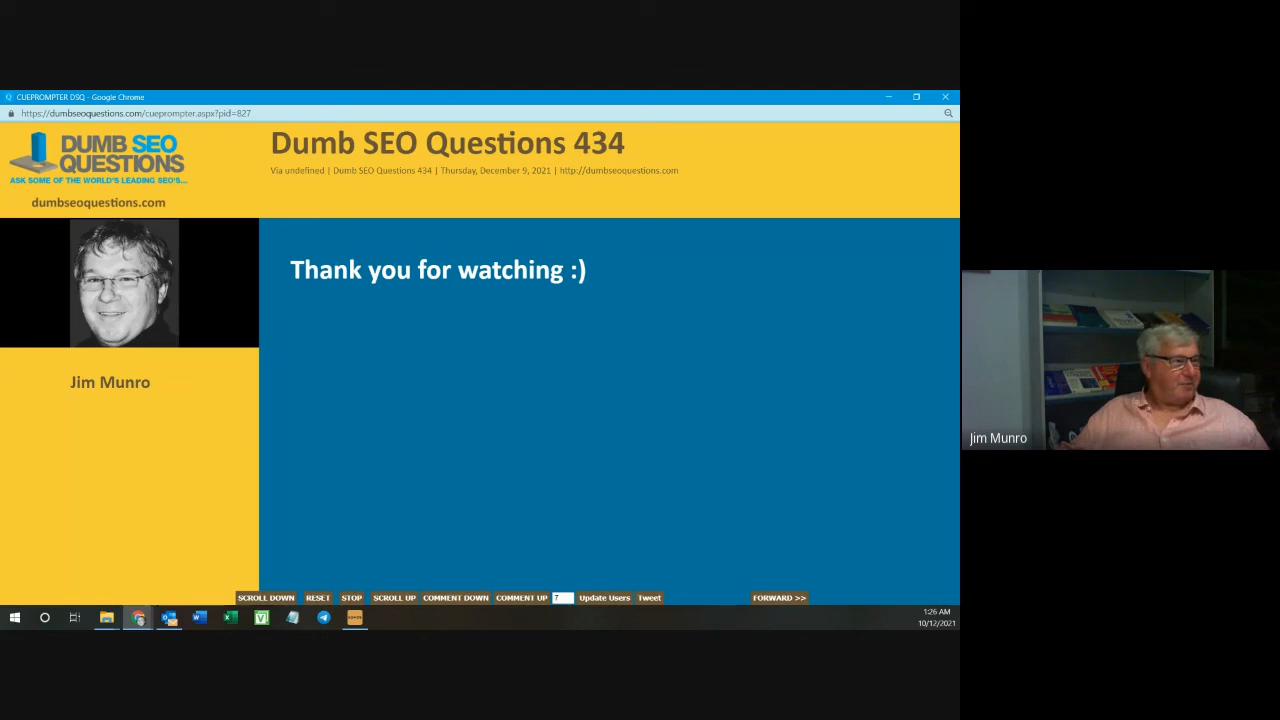 CUEPROMPTER DSQ - Google Chrome
https://dumbseoquestions.com/cueprompter.aspx?pid=827
DUMB SEO
QUESTIONS
ASK SOME OF THE WORLD'S LEADING SEO'S...
dumbseoquestions.com
Dumb SEO Questions 434
Via undefined | Dumb SEO Questions 434 | Thursday, December 9, 2021 | http://dumbseoquestions.com
Thank you for watching :)
Jim Munro
Jim Munro
SCROLL DOWN RESET STOP SCROLL UP COMMENT DOWN COMMENT UP 7 Update Users Tweet FORWARD >>
1:26 AM
10/12/2021